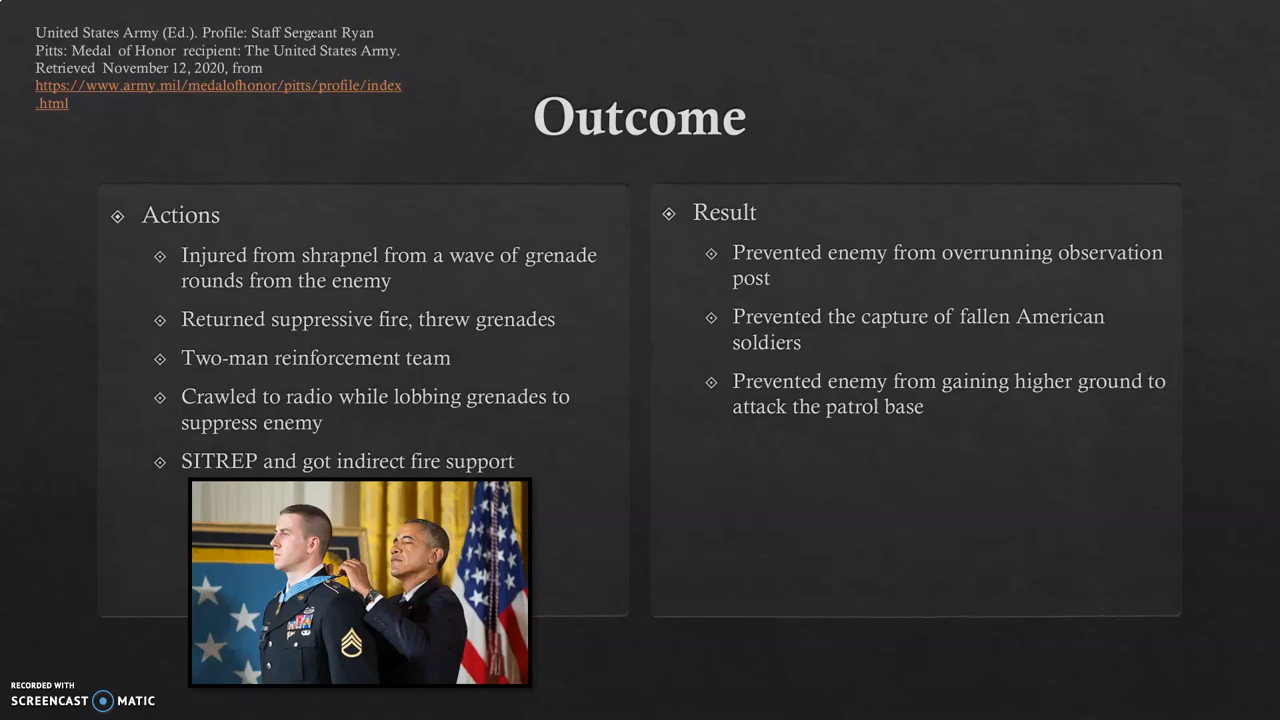 United States Army (Ed.). Profile: Staff Sergeant Ryan
Pitts: Medal of Honor recipient: The United States Army.
Retrieved November 12, 2020, from
https://www.army.mil/medalofhonor/pitts/profile/index
.html
Outcome
Actions
Injured from shrapnel from a wave of grenade
rounds from the enemy
Returned suppressive fire, threw grenades
Two-man reinforcement team
Crawled to radio while lobbing grenades to
suppress enemy
SITREP and got indirect fire support
Result
Prevented enemy from overrunning observation
post
Prevented the capture of fallen American
soldiers
Prevented enemy from gaining higher ground to
attack the patrol base
RECORDED WITH
SCREENCAST MATIC